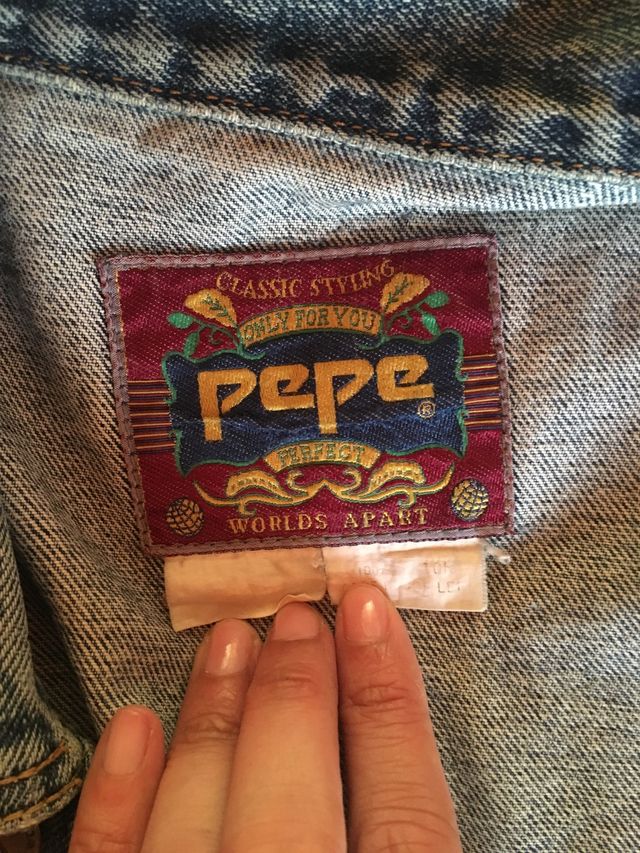 CLASSIC STYLING
ONLY FOR YOU
pepe®
PERFECT
WORLDS APART